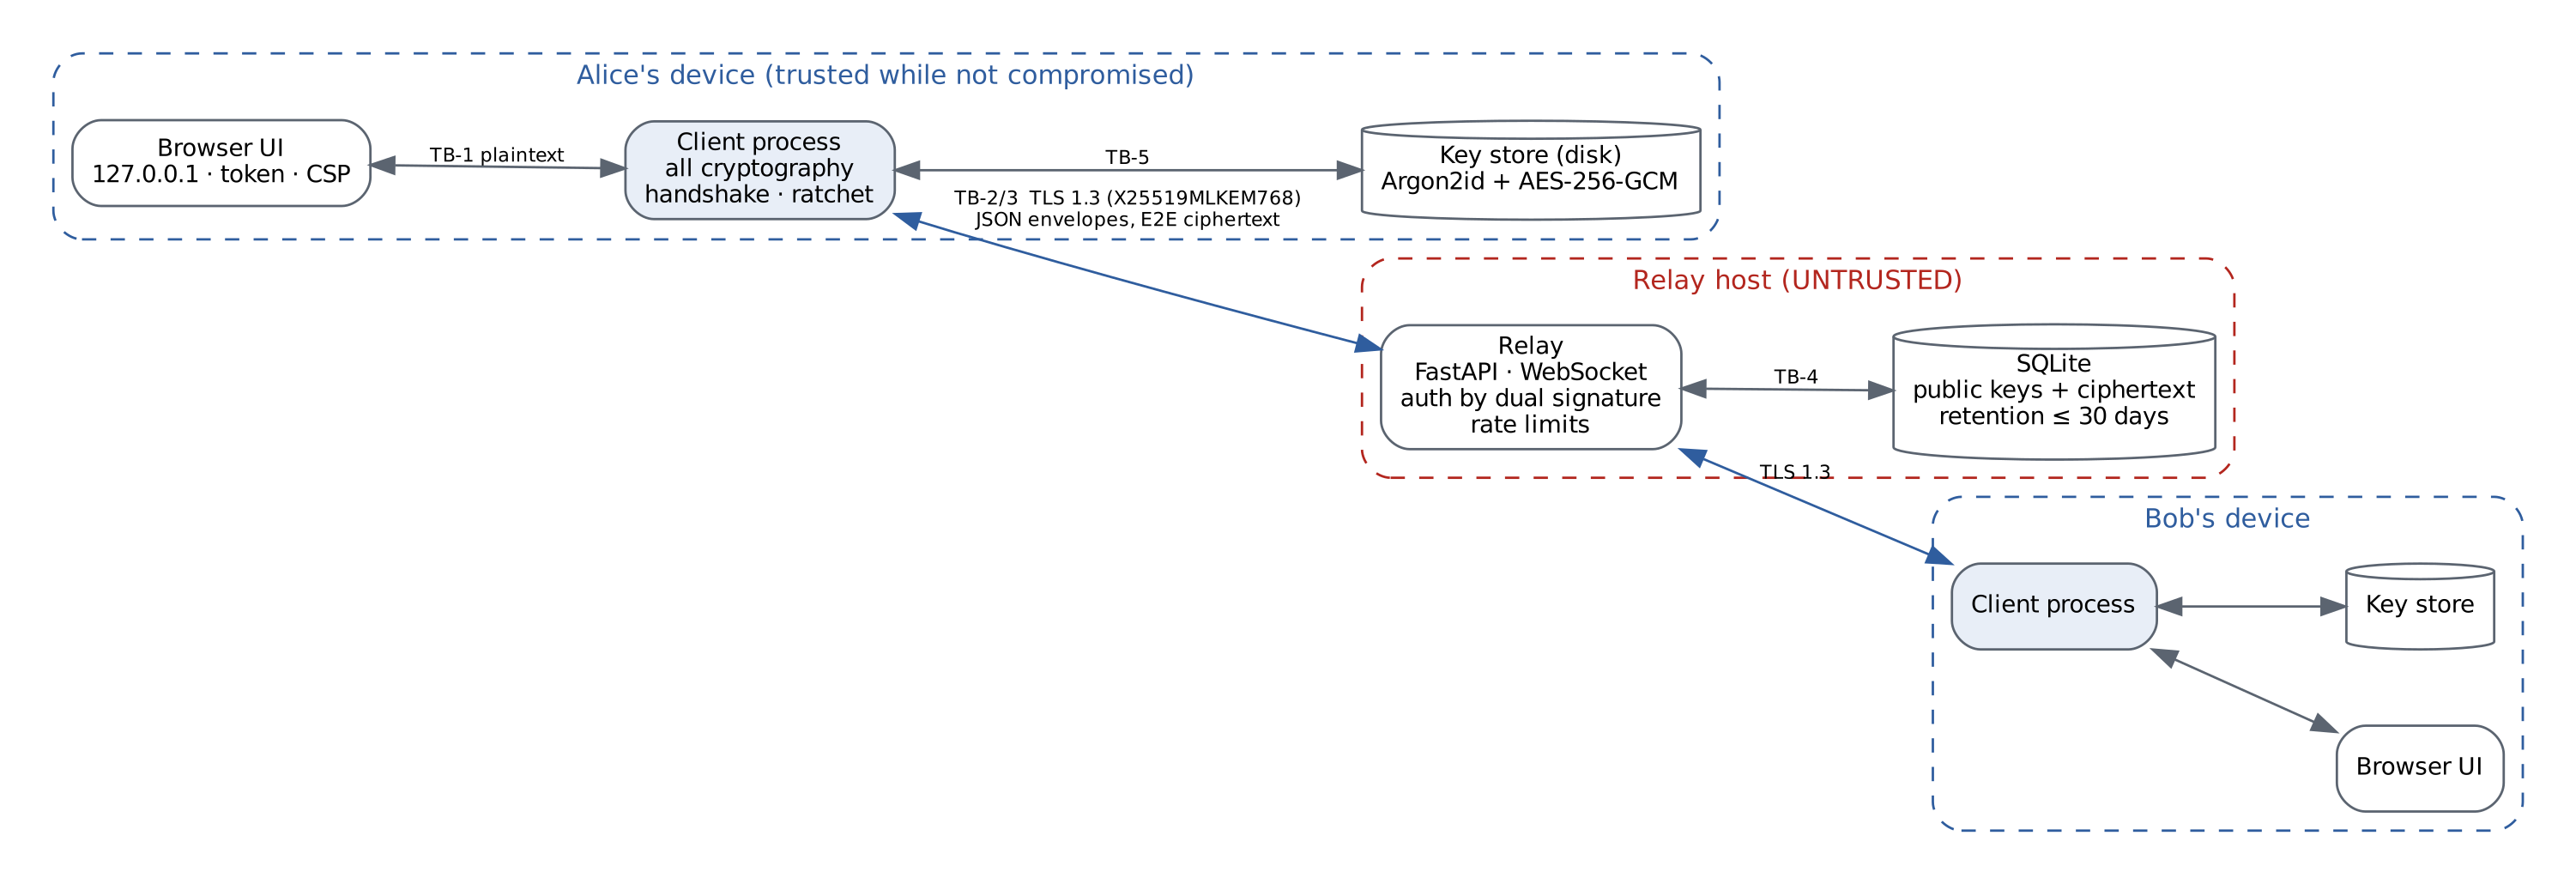 Alice's device (trusted while not compromised)
Browser UI
127.0.0.1 · token · CSP
TB-1 plaintext
Client process
all cryptography
handshake · ratchet
TB-5
Key store (disk)
Argon2id + AES-256-GCM
TB-2/3  TLS 1.3 (X25519MLKEM768)
JSON envelopes, E2E ciphertext
Relay host (UNTRUSTED)
Relay
FastAPI · WebSocket
auth by dual signature
rate limits
TB-4
SQLite
public keys + ciphertext
retention ≤ 30 days
TLS 1.3
Bob's device
Client process
Key store
Browser UI